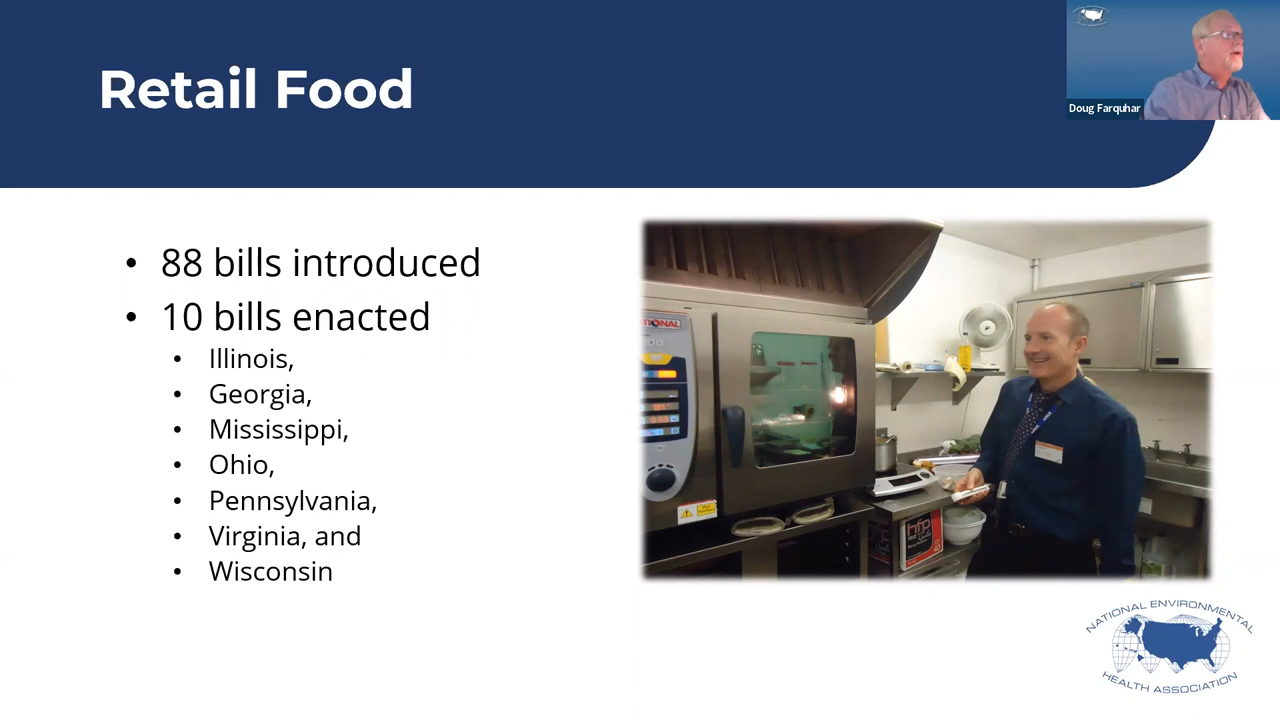 Retail Food
Doug Farquhar
• 88 bills introduced
• 10 bills enacted
• Illinois,
• Georgia,
• Mississippi,
• Ohio,
• Pennsylvania,
• Virginia, and
• Wisconsin
NATIONAL ENVIRONMENTAL
HEALTH ASSOCIATION